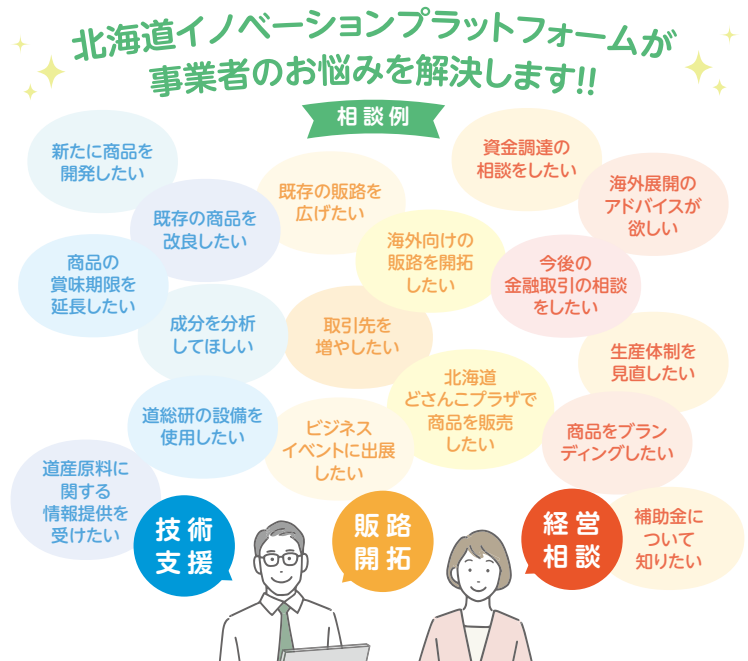 北海道イノベーションプラットフォームが
事業者のお悩みを解決します!!
相談例
新たに商品を
開発したい
既存の商品を
改良したい
商品の
賞味期限を
延長したい
成分を分析
してほしい
道総研の設備を
使用したい
道産原料に
関する
情報提供を
受けたい
技術
支援
既存の販路を
広げたい
海外向けの
販路を開拓
したい
取引先を
増やしたい
北海道
どさんこプラザで
商品を販売
したい
ビジネス
イベントに出展
したい
販路
開拓
資金調達の
相談をしたい
海外展開の
アドバイスが
欲しい
今後の
金融取引の相談
をしたい
生産体制を
見直したい
商品をブラン
ディングしたい
補助金に
ついて
知りたい
経営
相談